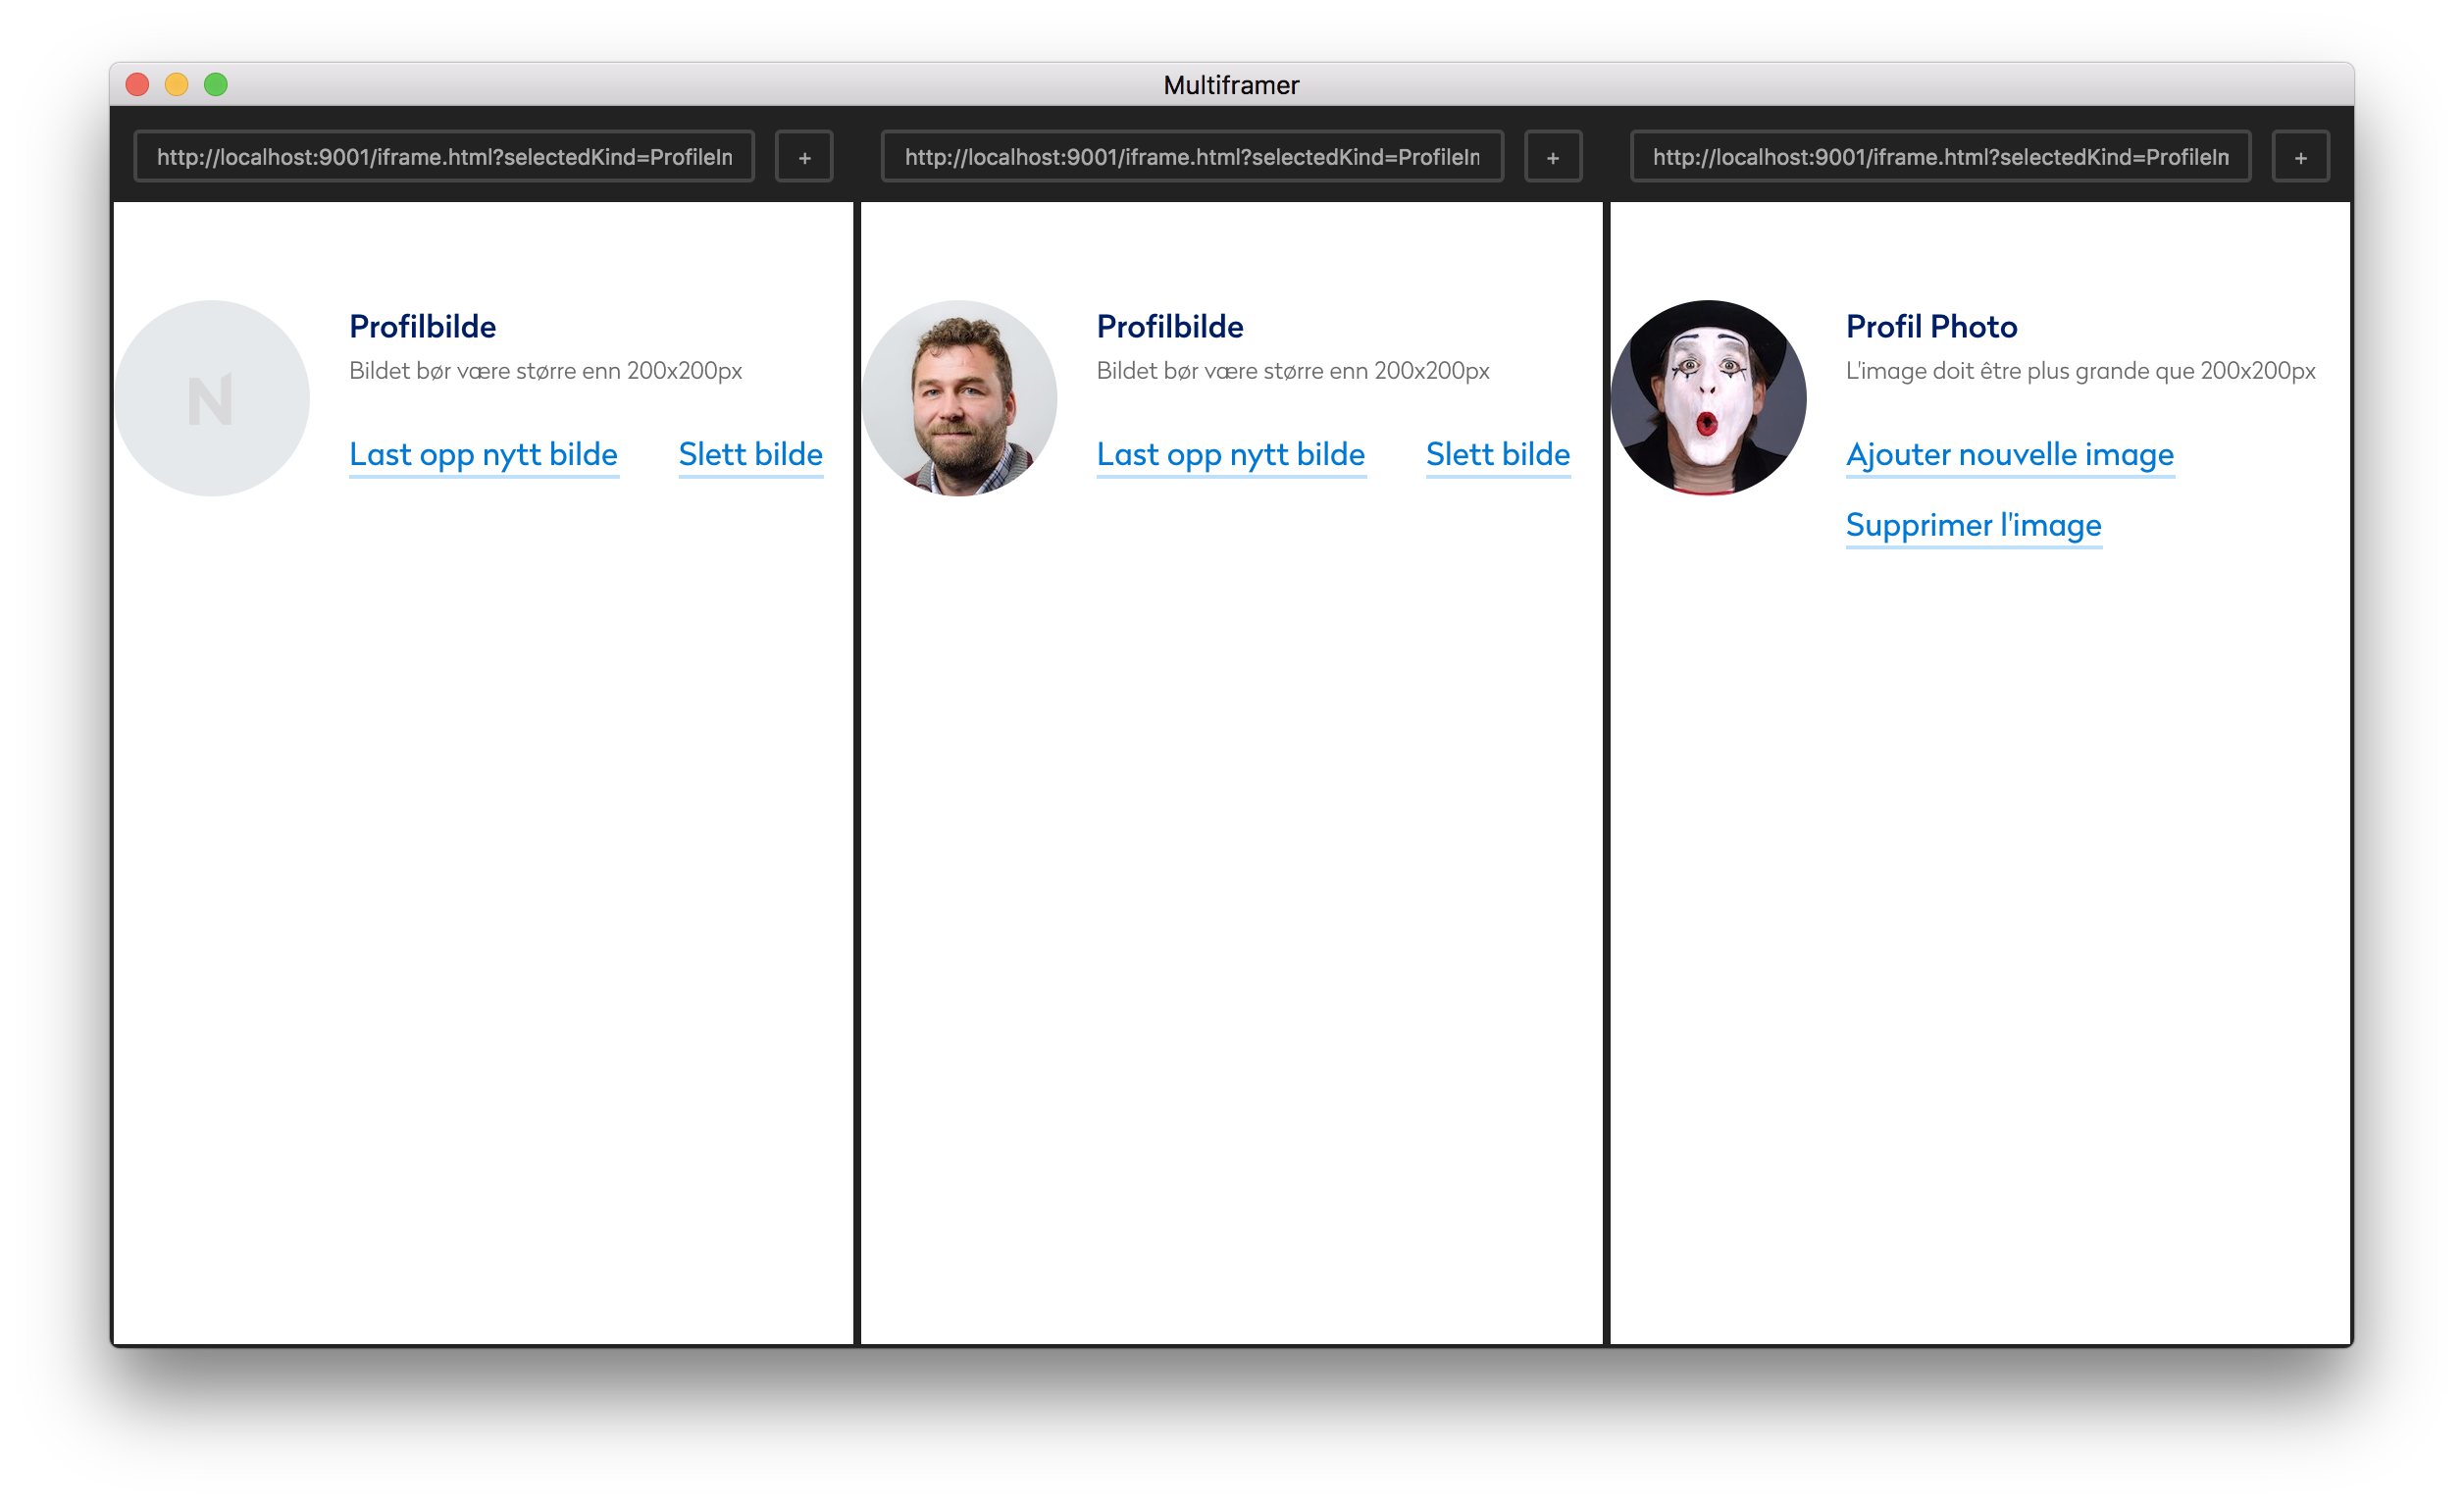 Multiframer
http://localhost:9001/iframe.html?selectedKind=ProfileIn
+
http://localhost:9001/iframe.html?selectedKind=ProfileIn
+
http://localhost:9001/iframe.html?selectedKind=ProfileIn
+
N
Profilbilde
Bildet bør være større enn 200x200px
Last opp nytt bilde Slett bilde
Profilbilde
Bildet bør være større enn 200x200px
Last opp nytt bilde Slett bilde
Profil Photo
L'image doit être plus grande que 200x200px
Ajouter nouvelle image
Supprimer l'image